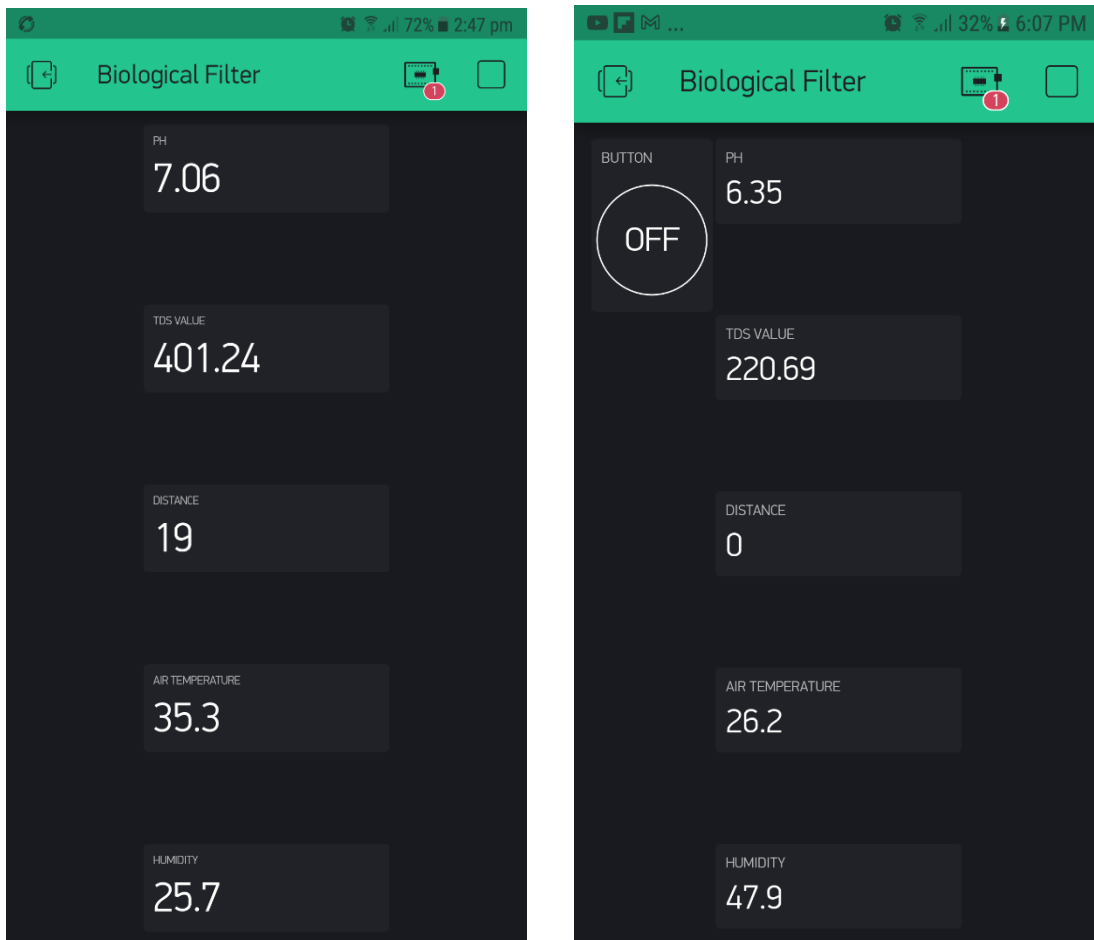 72% 2:47 pm
Biological Filter
1
PH
7.06
TDS VALUE
401.24
DISTANCE
19
AIR TEMPERATURE
35.3
HUMIDITY
25.7
... 32% 6:07 PM
Biological Filter
1
BUTTON
OFF
PH
6.35
TDS VALUE
220.69
DISTANCE
0
AIR TEMPERATURE
26.2
HUMIDITY
47.9